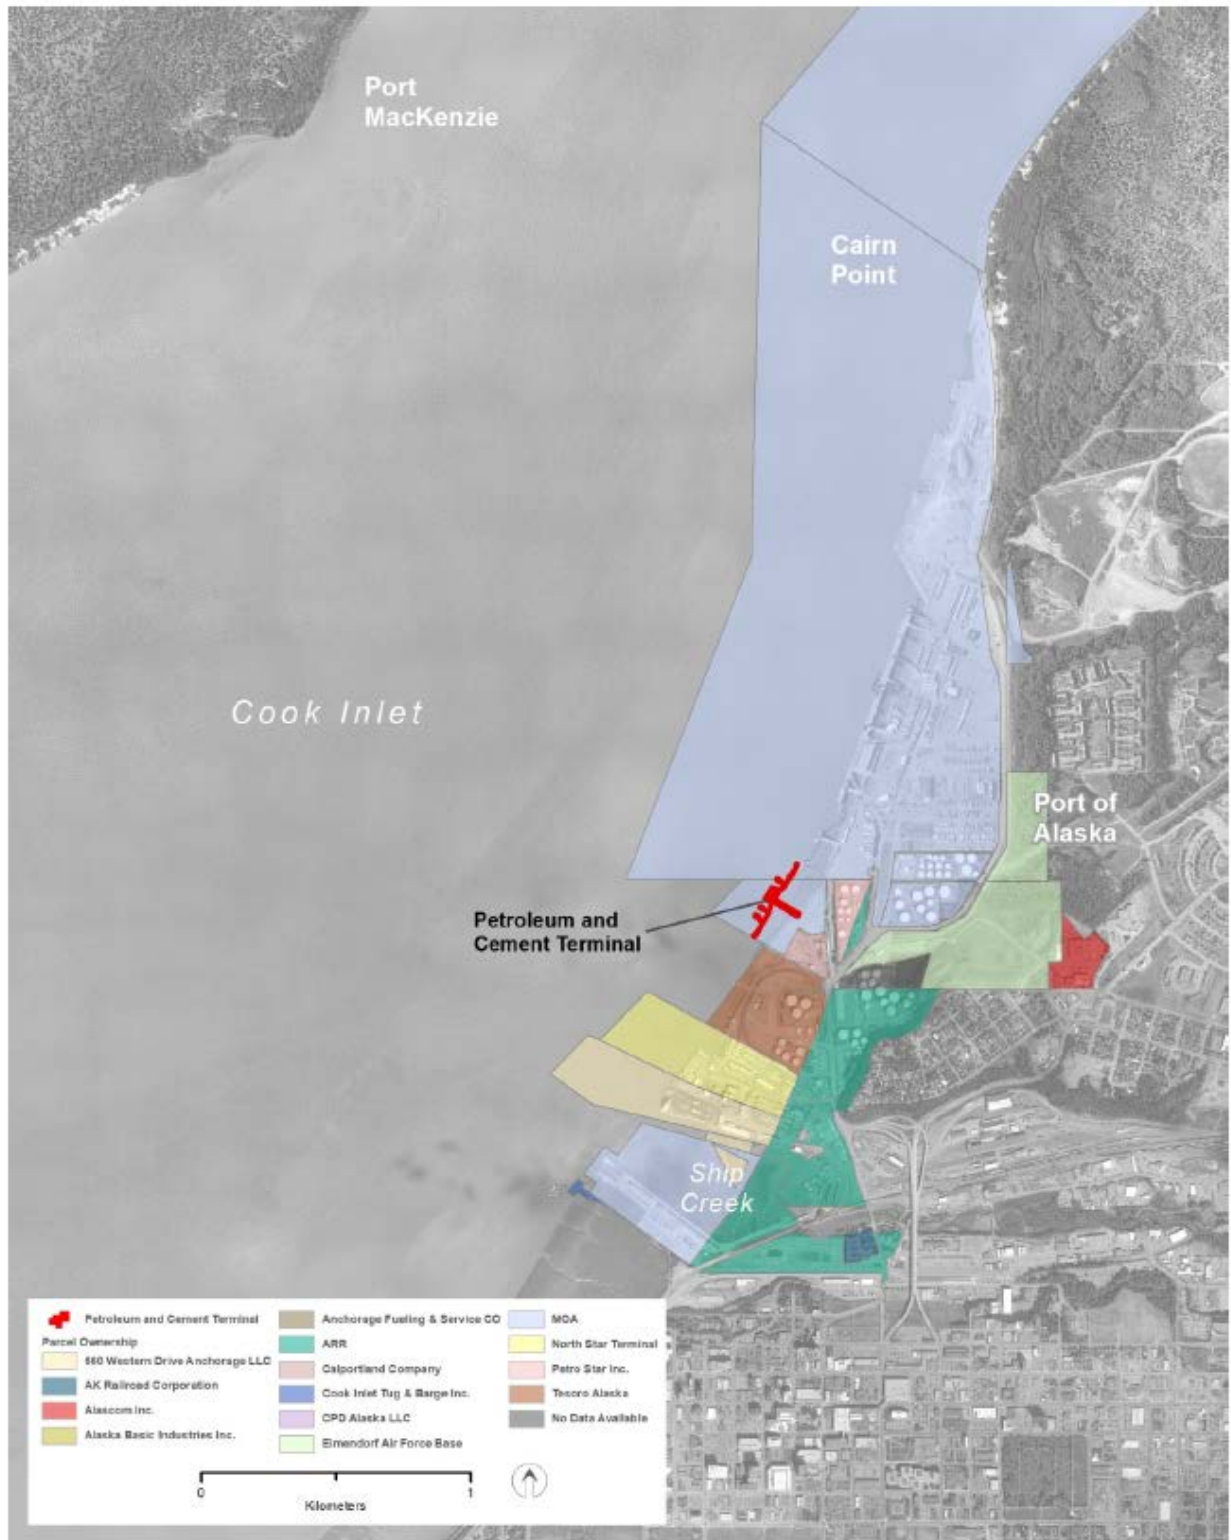 Port
MacKenzie
Cairn
Point
Cook Inlet
Port of
Alaska
Petroleum and
Cement Terminal
Ship
Creek
Petroleum and Cement Terminal
Parcel Ownership
660 Western Drive Anchorage LLC
AK Railroad Corporation
Alascom Inc.
Alaska Basic Industries Inc.
Anchorage Fueling & Service CO
ARR
Calportland Company
Cook Inlet Tug & Barge Inc.
CPD Alaska LLC
Elmendorf Air Force Base
MOA
North Star Terminal
Petro Star Inc.
Tesoro Alaska
No Data Available
0
1
Kilometers